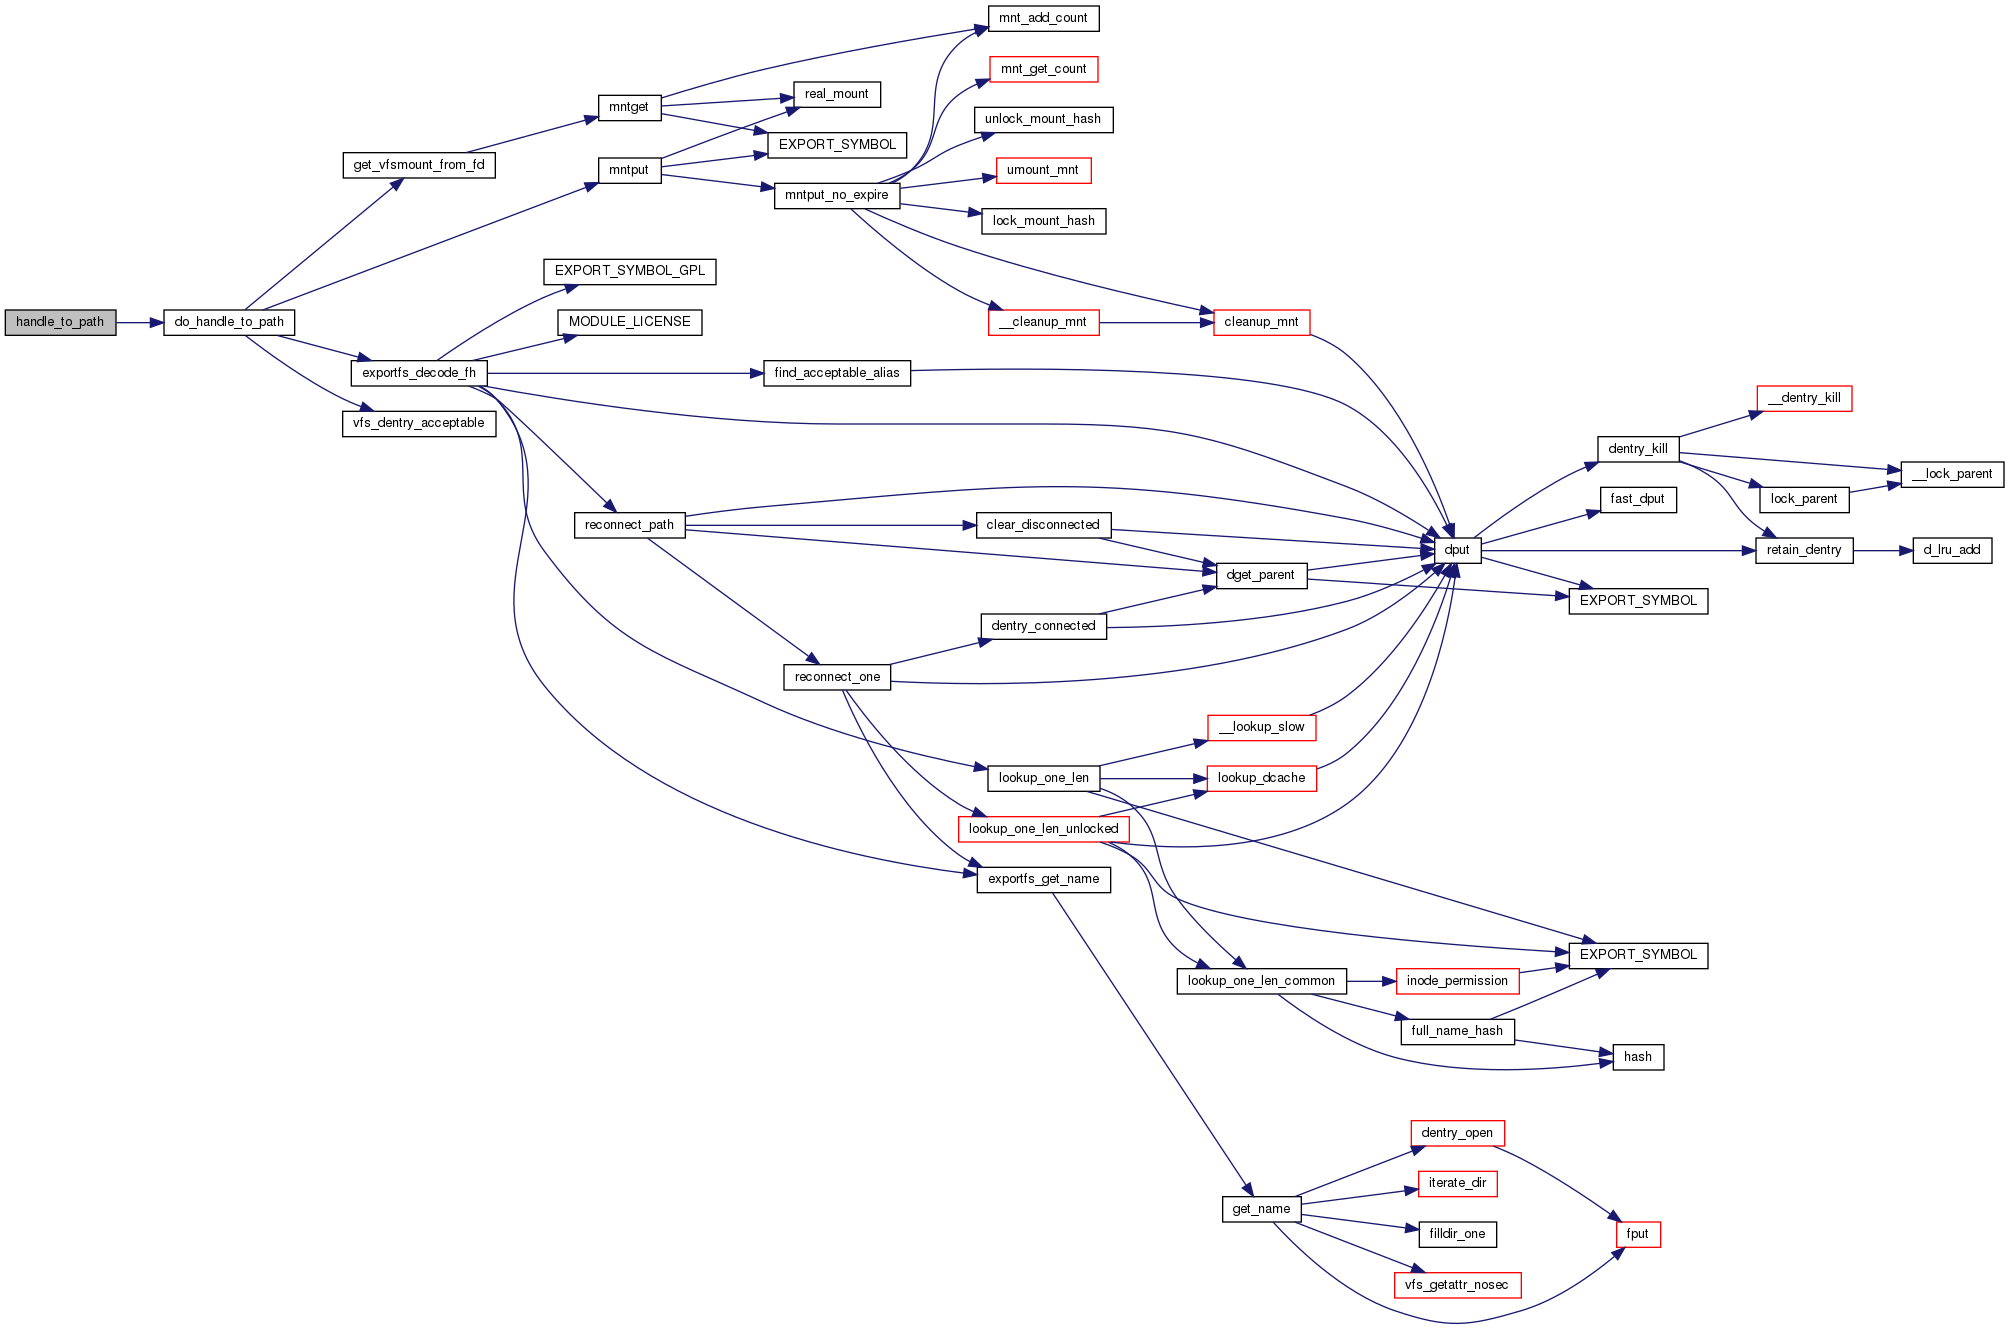 handle_to_path
do_handle_to_path
get_vfsmount_from_fd
exportfs_decode_fh
vfs_dentry_acceptable
mntget
mntput
EXPORT_SYMBOL_GPL
MODULE_LICENSE
reconnect_path
real_mount
EXPORT_SYMBOL
mntput_no_expire
find_acceptable_alias
reconnect_one
mnt_add_count
mnt_get_count
unlock_mount_hash
umount_mnt
lock_mount_hash
__cleanup_mnt
clear_disconnected
dentry_connected
lookup_one_len
lookup_one_len_unlocked
exportfs_get_name
cleanup_mnt
dget_parent
__lookup_slow
lookup_dcache
lookup_one_len_common
get_name
dput
inode_permission
full_name_hash
dentry_open
iterate_dir
filldir_one
vfs_getattr_nosec
dentry_kill
fast_dput
EXPORT_SYMBOL
EXPORT_SYMBOL
hash
fput
__dentry_kill
lock_parent
retain_dentry
__lock_parent
d_lru_add